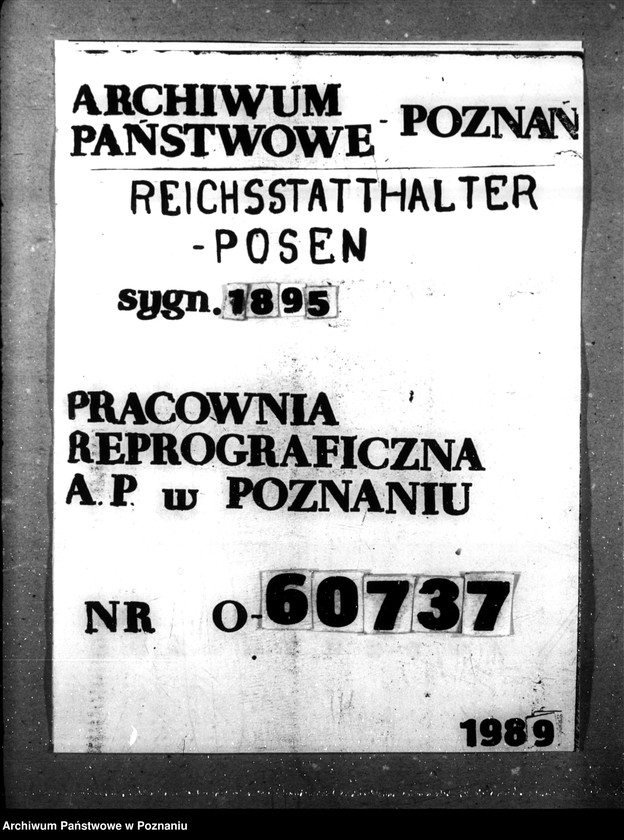 ARCHIWUM
PAŃSTWOWE - POZNAŃ
REICHSSTATTHALTER
-POSEN
sygn. 1895
PRACOWNIA
REPROGRAFICZNA
A.P. w POZNANIU
NR O-60737
1989
Archiwum Państwowe w Poznaniu